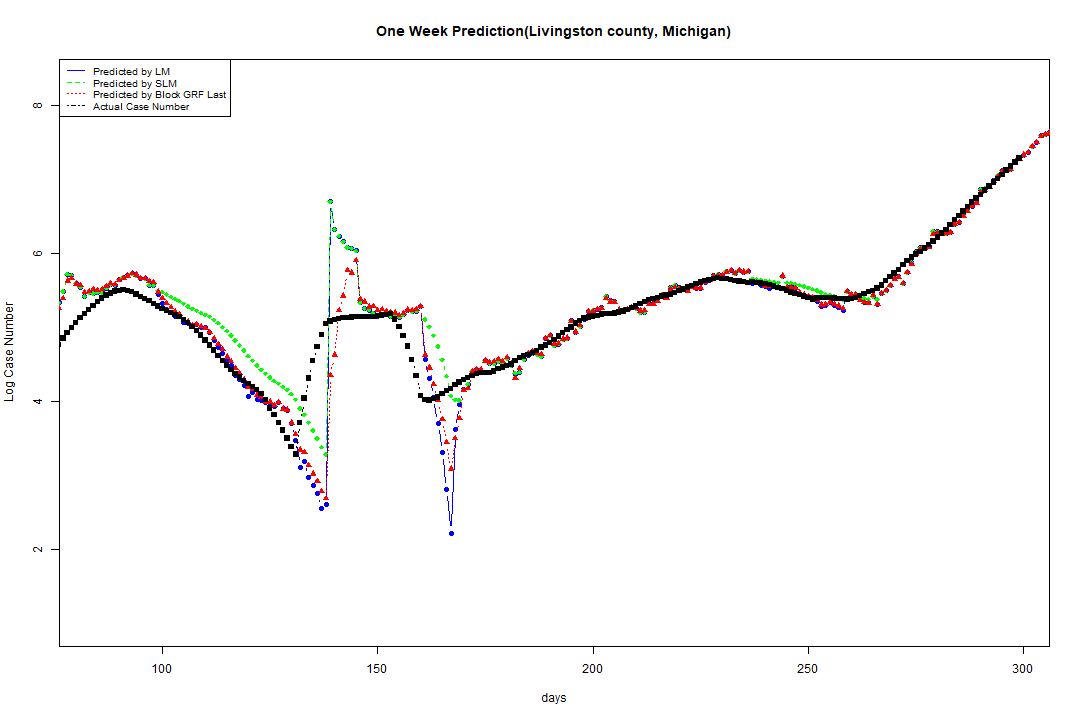 One Week Prediction(Livingston county, Michigan)
Predicted by LM
Predicted by SLM
Predicted by Block GRF Last
Actual Case Number
8
6
4
2
Log Case Number
100
150
200
250
300
days